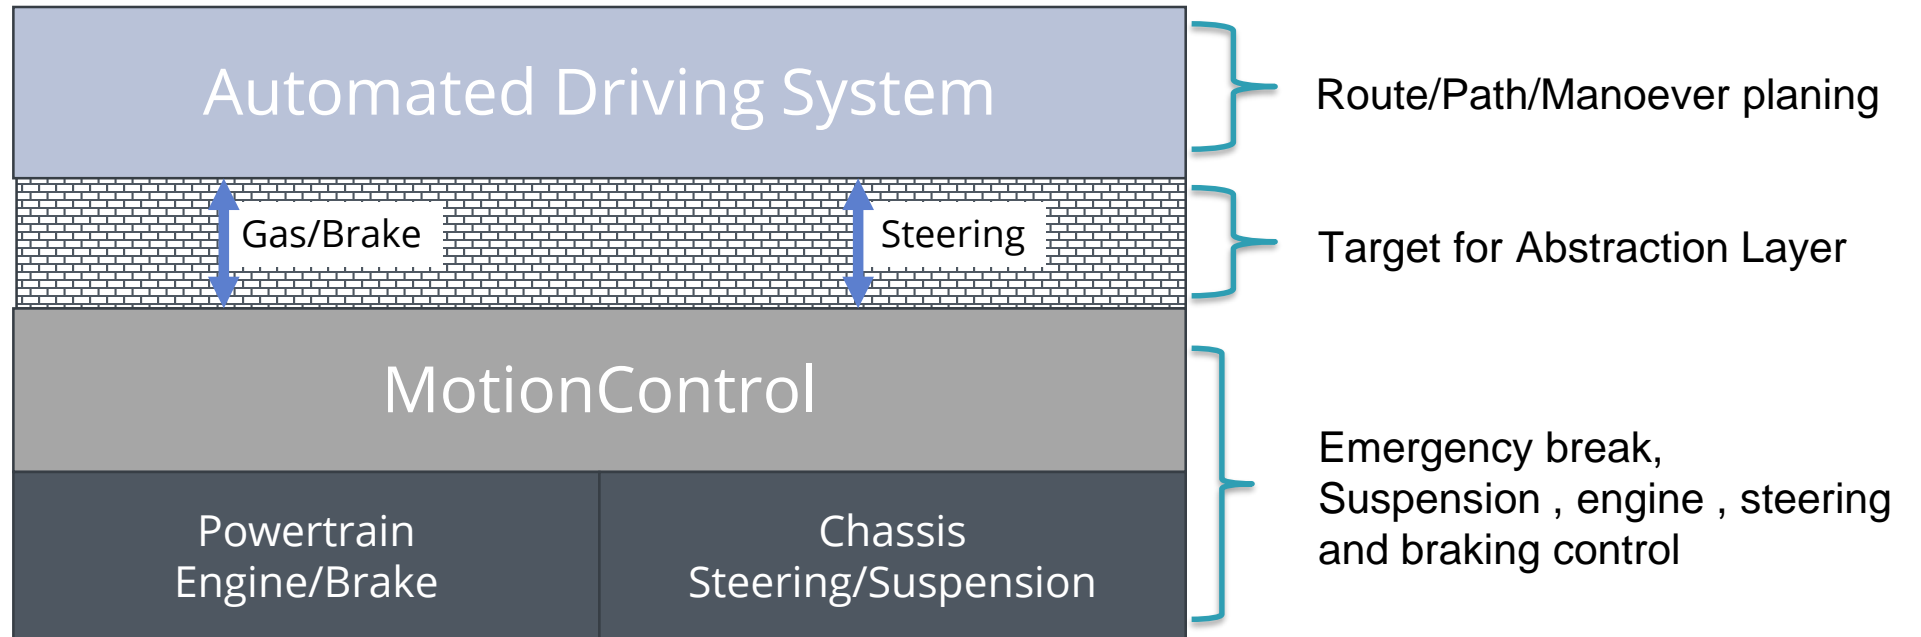 Automated Driving System
Route/Path/Manoever planing
Gas/Brake
Steering
Target for Abstraction Layer
MotionControl
Emergency break,
Suspension , engine , steering
and braking control
Powertrain
Engine/Brake
Chassis
Steering/Suspension